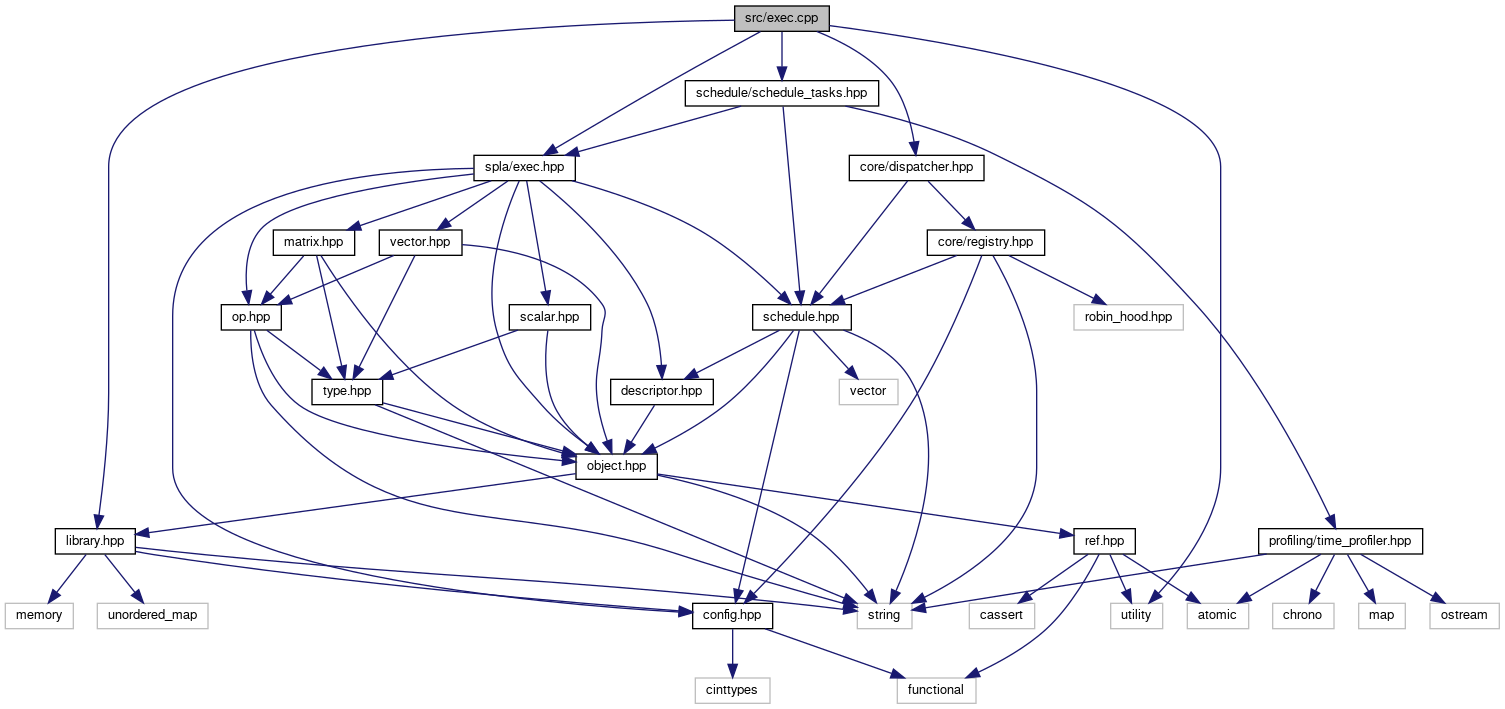 src/exec.cpp
schedule/schedule_tasks.hpp
spla/exec.hpp
core/dispatcher.hpp
matrix.hpp
vector.hpp
core/registry.hpp
op.hpp
scalar.hpp
schedule.hpp
robin_hood.hpp
type.hpp
descriptor.hpp
vector
object.hpp
library.hpp
ref.hpp
profiling/time_profiler.hpp
memory
unordered_map
config.hpp
string
cassert
utility
atomic
chrono
map
ostream
cinttypes
functional